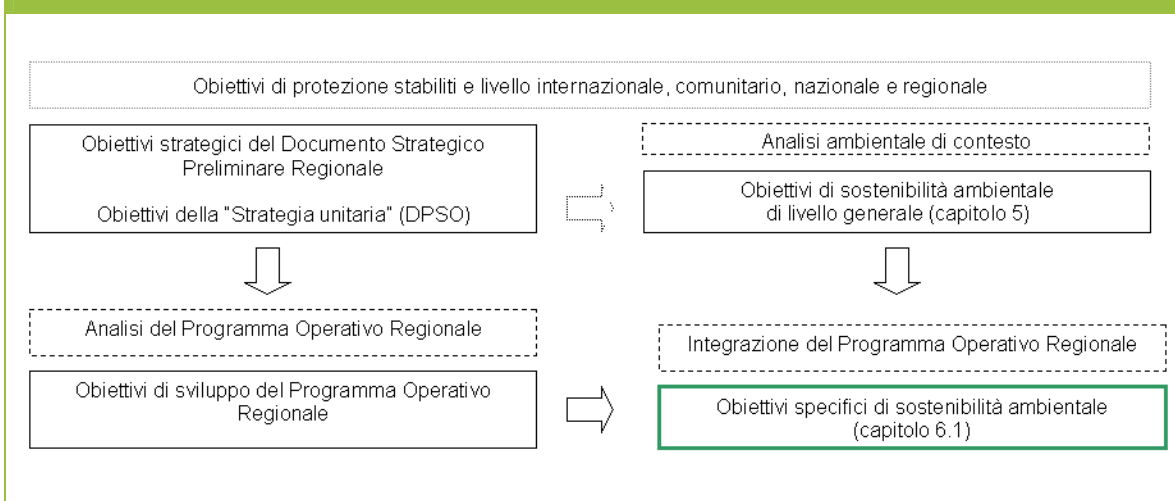 Obiettivi di protezione stabiliti e livello internazionale, comunitario, nazionale e regionale
Obiettivi strategici del Documento Strategico
Preliminare Regionale
Obiettivi della "Strategia unitaria" (DPSO)
Analisi ambientale di contesto
Obiettivi di sostenibilità ambientale
di livello generale (capitolo 5)
Analisi del Programma Operativo Regionale
Obiettivi di sviluppo del Programma Operativo
Regionale
Integrazione del Programma Operativo Regionale
Obiettivi specifici di sostenibilità ambientale
(capitolo 6.1)